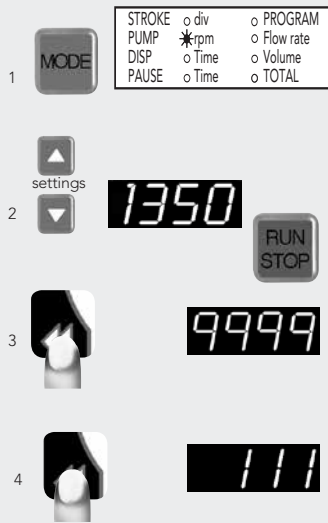 STROKE div PROGRAM
PUMP rpm Flow rate
DISP Time Volume
PAUSE Time TOTAL
MODE
1
settings
2
1350
RUN
STOP
3
9999
4
111